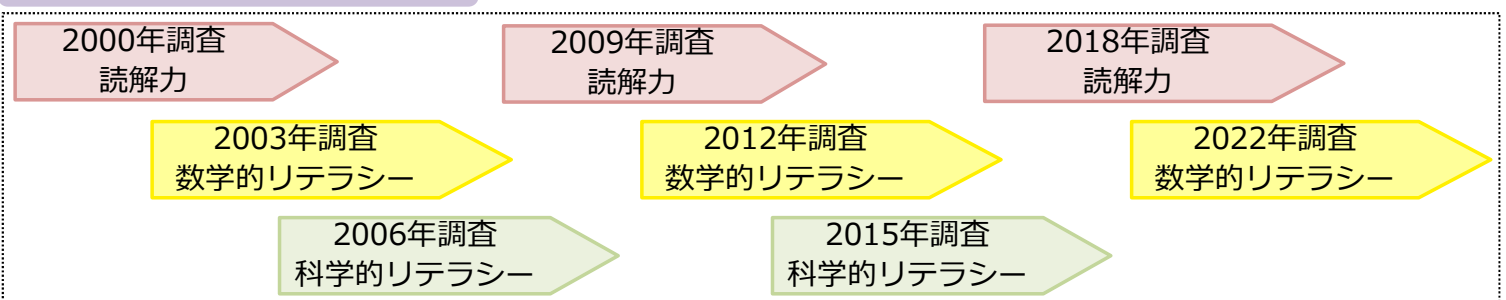 2000年調査
読解力
2009年調査
読解力
2018年調査
読解力
2003年調査
数学的リテラシー
2012年調査
数学的リテラシー
2022年調査
数学的リテラシー
2006年調査
科学的リテラシー
2015年調査
科学的リテラシー